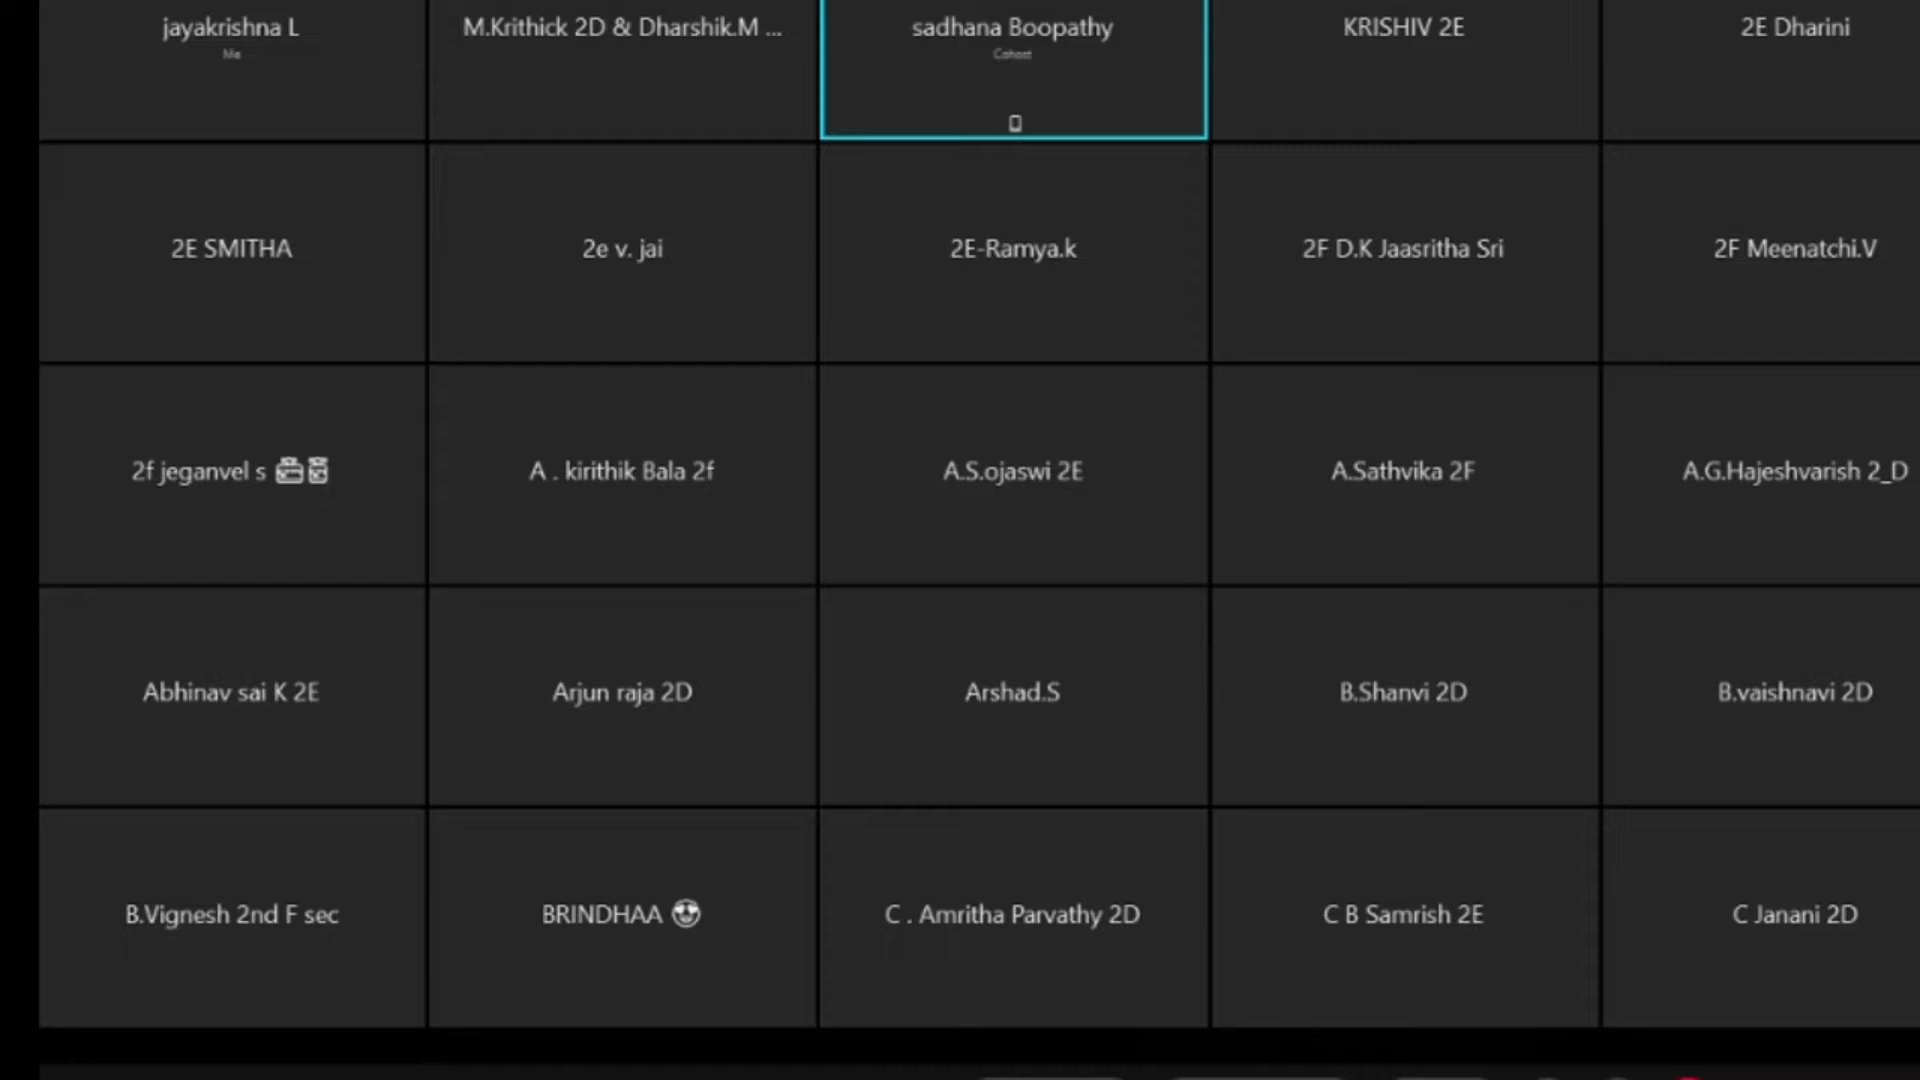 jayakrishna L
Me
M.Krithick 2D & Dharshik.M ...
sadhana Boopathy
Cohost
KRISHIV 2E
2E Dharini
2E SMITHA
2e v. jai
2E-Ramya.k
2F D.K Jaasritha Sri
2F Meenatchi.V
2f jeganvel s
A . kirithik Bala 2f
A.S.ojaswi 2E
A.Sathvika 2F
A.G.Hajeshvarish 2_D
Abhinav sai K 2E
Arjun raja 2D
Arshad.S
B.Shanvi 2D
B.vaishnavi 2D
B.Vignesh 2nd F sec
BRINDHAA 😍
C . Amritha Parvathy 2D
C B Samrish 2E
C Janani 2D